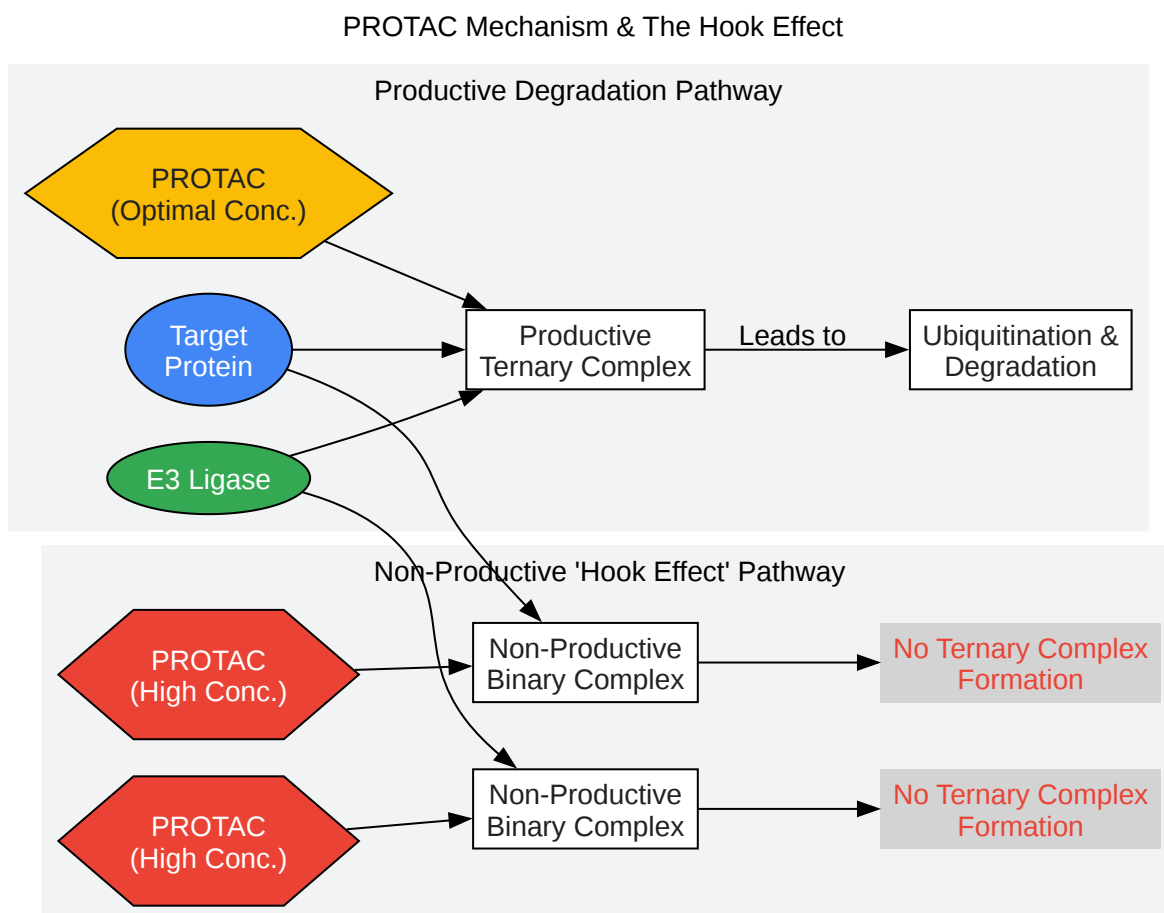 PROTAC Mechanism & The Hook Effect
Productive Degradation Pathway
PROTAC
(Optimal Conc.)
Target
Protein
E3 Ligase
Productive
Ternary Complex
Leads to
Ubiquitination &
Degradation
Non-Productive 'Hook Effect' Pathway
PROTAC
(High Conc.)
Non-Productive
Binary Complex
No Ternary Complex
Formation
PROTAC
(High Conc.)
Non-Productive
Binary Complex
No Ternary Complex
Formation